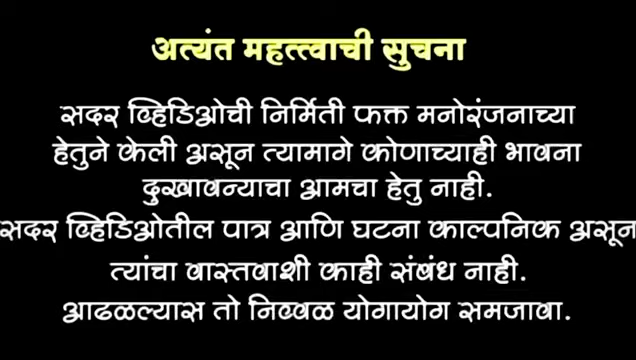 अत्यंत महत्त्वाची सुचना
सदर व्हिडिओची निर्मिती फक्त मनोरंजनाच्या
हेतुने केली असून त्यामागे कोणाच्याही भावना
दुखावन्याचा आमचा हेतु नाही.
सदर व्हिडिओतील पात्र आणि घटना काल्पनिक असून
त्यांचा वास्तवाशी काही संबंध नाही.
आढळल्यास तो निव्वळ योगायोग समजावा.